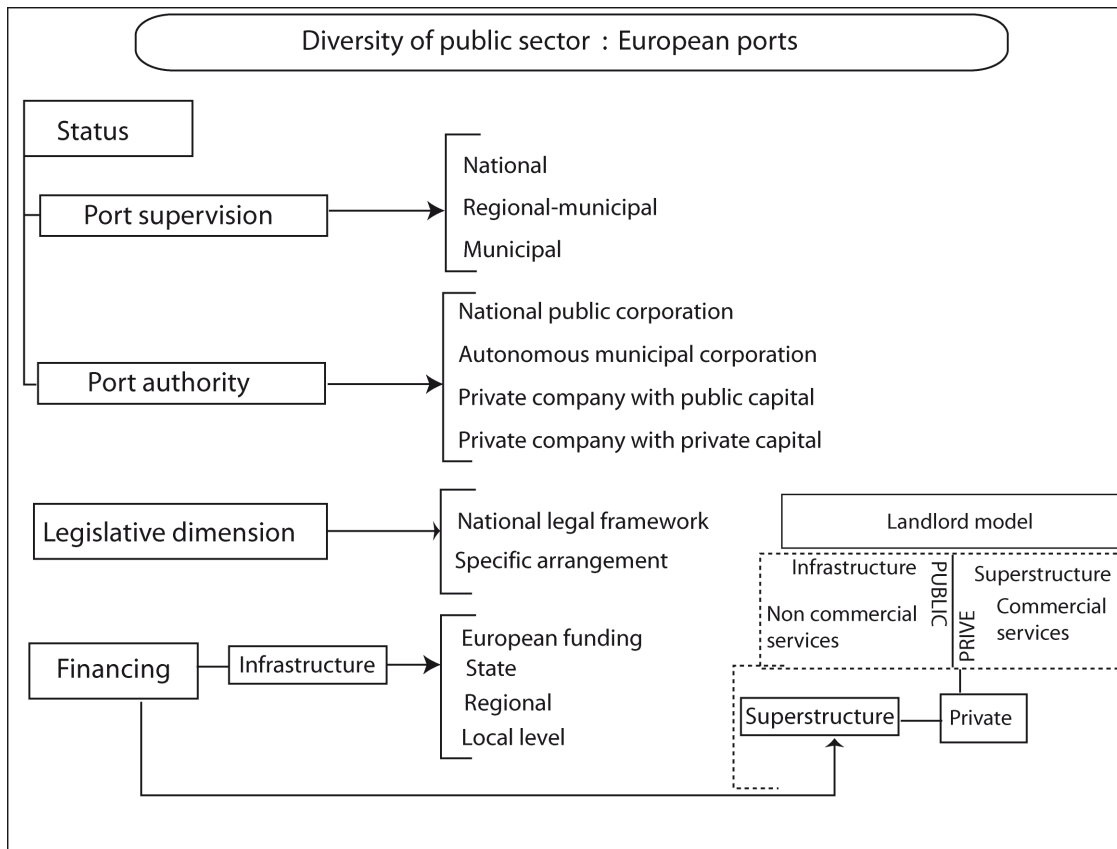 Diversity of public sector : European ports
Status
Port supervision
National
Regional-municipal
Municipal
Port authority
National public corporation
Autonomous municipal corporation
Private company with public capital
Private company with private capital
Legislative dimension
National legal framework
Specific arrangement
Financing
Infrastructure
European funding
State
Regional
Local level
Landlord model
Infrastructure
Non commercial
services
PUBLIC
PRIVE
Superstructure
Commercial
services
Superstructure
Private